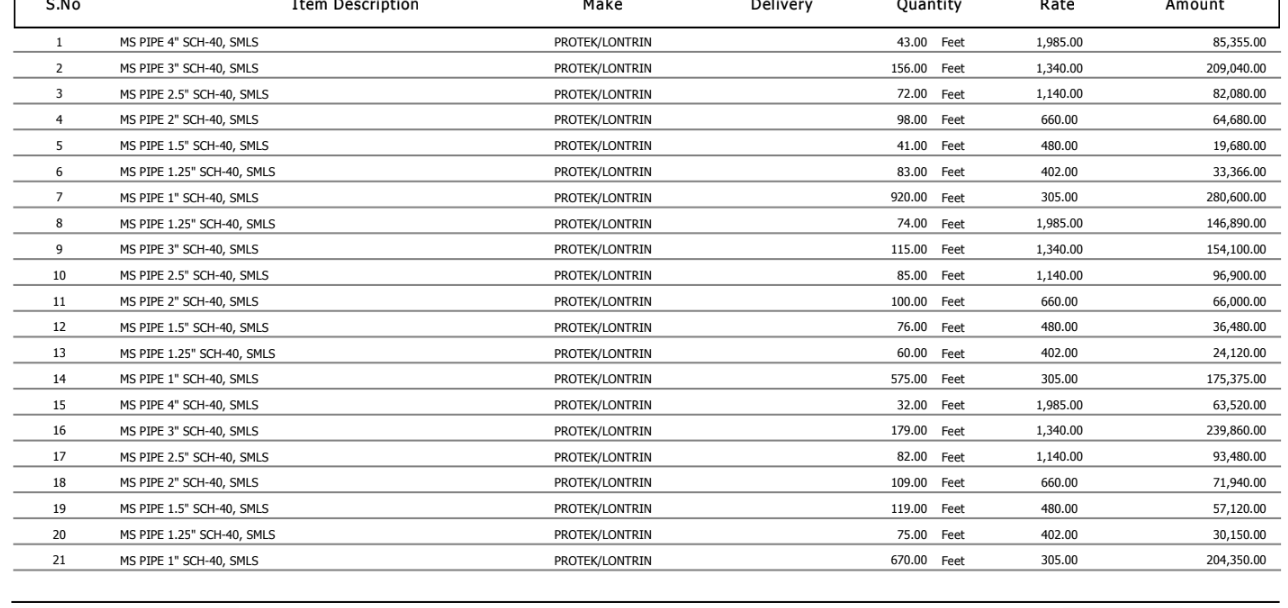 S.No Item Description Make Delivery Quantity Rate Amount
1 MS PIPE 4" SCH-40, SMLS PROTEK/LONTRIN 43.00 Feet 1,985.00 85,355.00
2 MS PIPE 3" SCH-40, SMLS PROTEK/LONTRIN 156.00 Feet 1,340.00 209,040.00
3 MS PIPE 2.5" SCH-40, SMLS PROTEK/LONTRIN 72.00 Feet 1,140.00 82,080.00
4 MS PIPE 2" SCH-40, SMLS PROTEK/LONTRIN 98.00 Feet 660.00 64,680.00
5 MS PIPE 1.5" SCH-40, SMLS PROTEK/LONTRIN 41.00 Feet 480.00 19,680.00
6 MS PIPE 1.25" SCH-40, SMLS PROTEK/LONTRIN 83.00 Feet 402.00 33,366.00
7 MS PIPE 1" SCH-40, SMLS PROTEK/LONTRIN 920.00 Feet 305.00 280,600.00
8 MS PIPE 1.25" SCH-40, SMLS PROTEK/LONTRIN 74.00 Feet 1,985.00 146,890.00
9 MS PIPE 3" SCH-40, SMLS PROTEK/LONTRIN 115.00 Feet 1,340.00 154,100.00
10 MS PIPE 2.5" SCH-40, SMLS PROTEK/LONTRIN 85.00 Feet 1,140.00 96,900.00
11 MS PIPE 2" SCH-40, SMLS PROTEK/LONTRIN 100.00 Feet 660.00 66,000.00
12 MS PIPE 1.5" SCH-40, SMLS PROTEK/LONTRIN 76.00 Feet 480.00 36,480.00
13 MS PIPE 1.25" SCH-40, SMLS PROTEK/LONTRIN 60.00 Feet 402.00 24,120.00
14 MS PIPE 1" SCH-40, SMLS PROTEK/LONTRIN 575.00 Feet 305.00 175,375.00
15 MS PIPE 4" SCH-40, SMLS PROTEK/LONTRIN 32.00 Feet 1,985.00 63,520.00
16 MS PIPE 3" SCH-40, SMLS PROTEK/LONTRIN 179.00 Feet 1,340.00 239,860.00
17 MS PIPE 2.5" SCH-40, SMLS PROTEK/LONTRIN 82.00 Feet 1,140.00 93,480.00
18 MS PIPE 2" SCH-40, SMLS PROTEK/LONTRIN 109.00 Feet 660.00 71,940.00
19 MS PIPE 1.5" SCH-40, SMLS PROTEK/LONTRIN 119.00 Feet 480.00 57,120.00
20 MS PIPE 1.25" SCH-40, SMLS PROTEK/LONTRIN 75.00 Feet 402.00 30,150.00
21 MS PIPE 1" SCH-40, SMLS PROTEK/LONTRIN 670.00 Feet 305.00 204,350.00